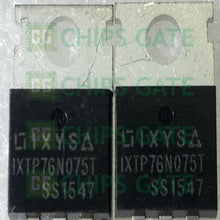 CHIPS GATE
IXYS IXYS
IXTP76N075T IXTP76N075T
SS1547 SS1547